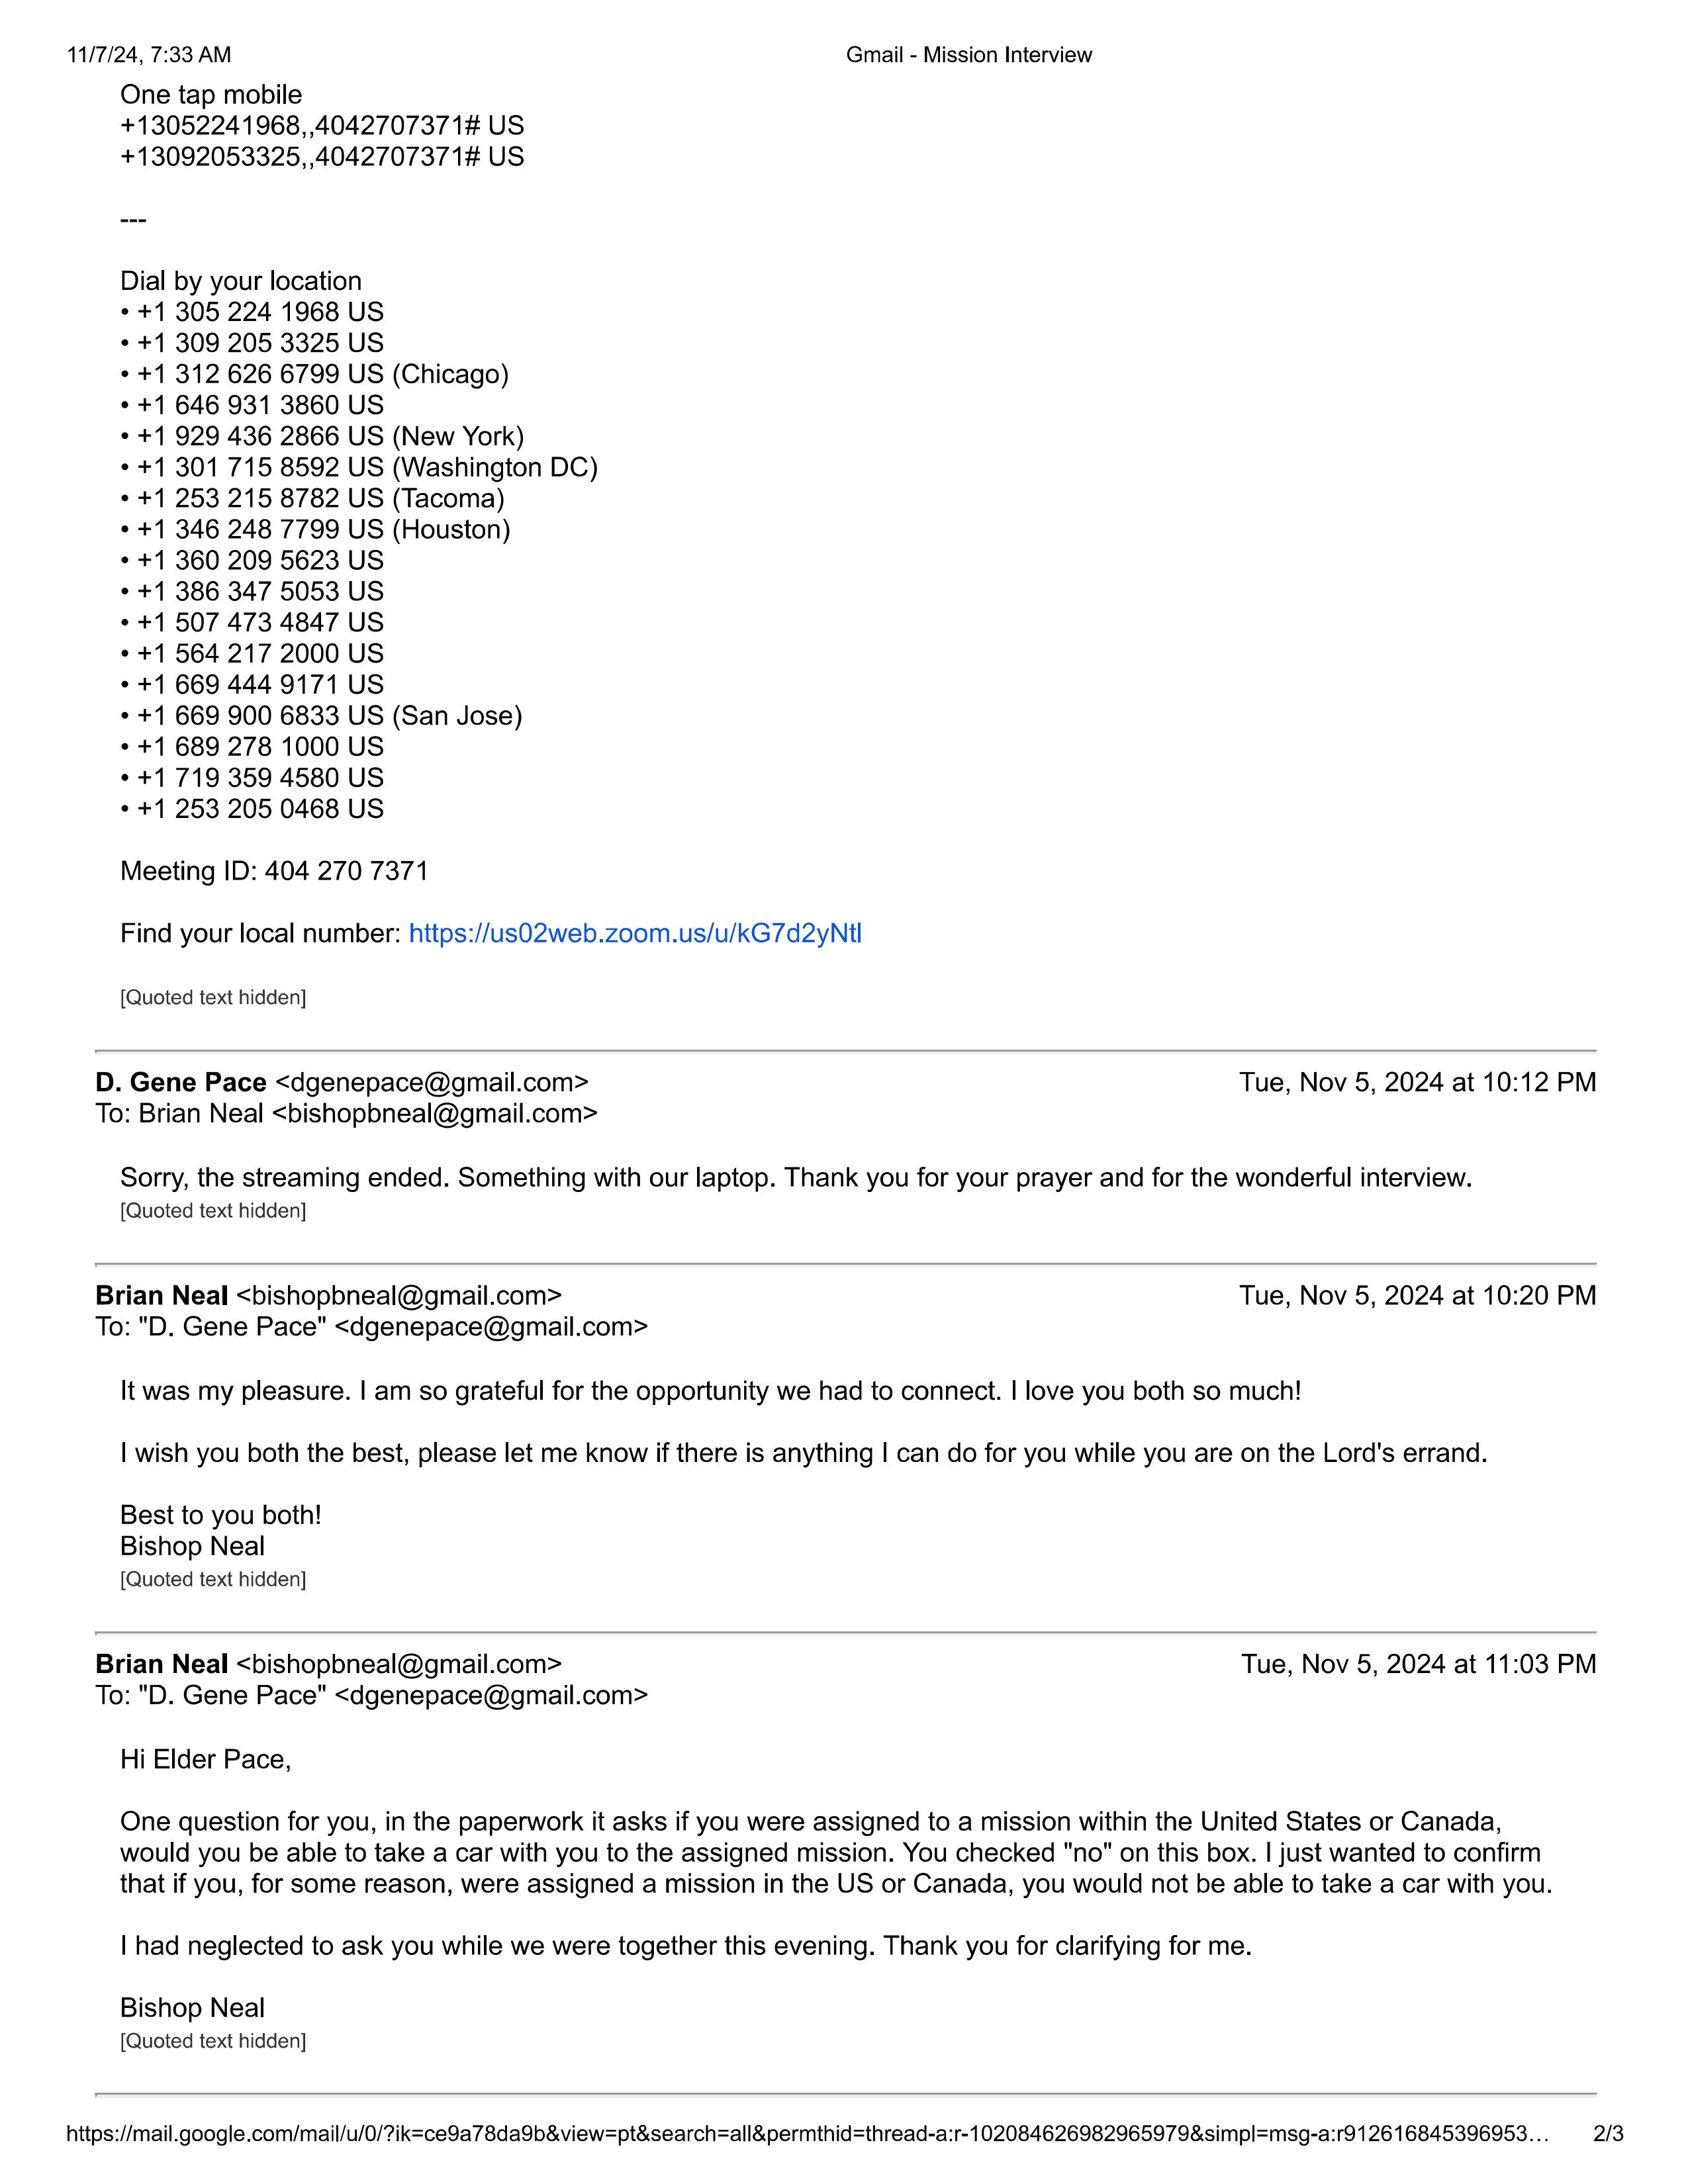 11/7/24, 7:33 AM Gmail - Mission Interview
One tap mobile
+13052241968,,4042707371# US
+13092053325,,4042707371# US
---
Dial by your location
• +1 305 224 1968 US
• +1 309 205 3325 US
• +1 312 626 6799 US (Chicago)
• +1 646 931 3860 US
• +1 929 436 2866 US (New York)
• +1 301 715 8592 US (Washington DC)
• +1 253 215 8782 US (Tacoma)
• +1 346 248 7799 US (Houston)
• +1 360 209 5623 US
• +1 386 347 5053 US
• +1 507 473 4847 US
• +1 564 217 2000 US
• +1 669 444 9171 US
• +1 669 900 6833 US (San Jose)
• +1 689 278 1000 US
• +1 719 359 4580 US
• +1 253 205 0468 US
Meeting ID: 404 270 7371
Find your local number: https://us02web.zoom.us/u/kG7d2yNtl
[Quoted text hidden]
D. Gene Pace <dgenepace@gmail.com> Tue, Nov 5, 2024 at 10:12 PM
To: Brian Neal <bishopbneal@gmail.com>
Sorry, the streaming ended. Something with our laptop. Thank you for your prayer and for the wonderful interview.
[Quoted text hidden]
Brian Neal <bishopbneal@gmail.com> Tue, Nov 5, 2024 at 10:20 PM
To: "D. Gene Pace" <dgenepace@gmail.com>
It was my pleasure. I am so grateful for the opportunity we had to connect. I love you both so much!
I wish you both the best, please let me know if there is anything I can do for you while you are on the Lord's errand.
Best to you both!
Bishop Neal
[Quoted text hidden]
Brian Neal <bishopbneal@gmail.com> Tue, Nov 5, 2024 at 11:03 PM
To: "D. Gene Pace" <dgenepace@gmail.com>
Hi Elder Pace,
One question for you, in the paperwork it asks if you were assigned to a mission within the United States or Canada,
would you be able to take a car with you to the assigned mission. You checked "no" on this box. I just wanted to confirm
that if you, for some reason, were assigned a mission in the US or Canada, you would not be able to take a car with you.
I had neglected to ask you while we were together this evening. Thank you for clarifying for me.
Bishop Neal
[Quoted text hidden]
https://mail.google.com/mail/u/0/?ik=ce9a78da9b&view=pt&search=all&permthid=thread-a:r-102084626982965979&simpl=msg-a:r912616845396953… 2/3